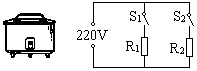 S₁ S₂
220V
R₁ R₂